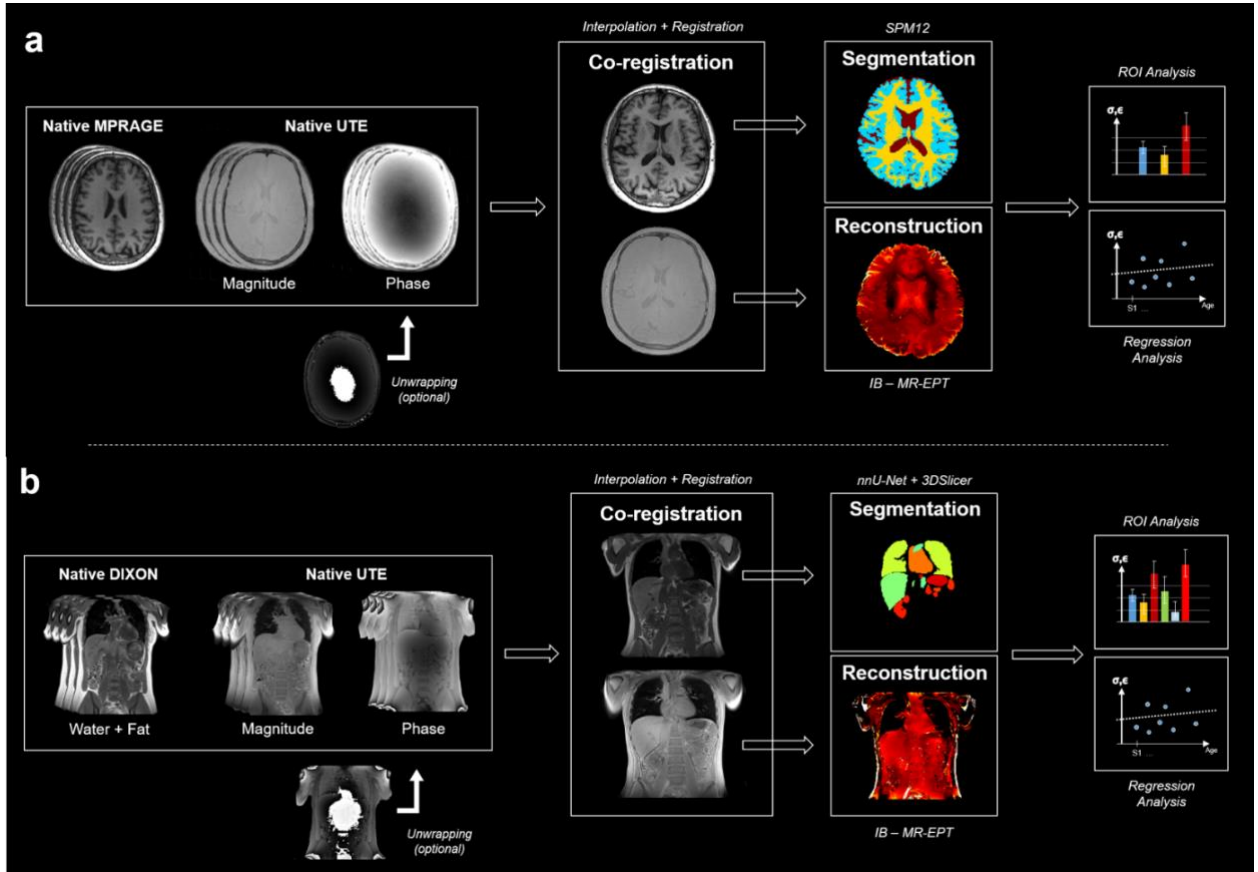 a
Native MPRAGE
Native UTE
Magnitude
Phase
Unwrapping
(optional)
Interpolation + Registration
Co-registration
SPM12
Segmentation
Reconstruction
IB – MR-EPT
ROI Analysis
σ,ϵ
σ,ϵ
S1 ...
Age
Regression
Analysis
b
Native DIXON
Native UTE
Water + Fat
Magnitude
Phase
Unwrapping
(optional)
Interpolation + Registration
Co-registration
nnU-Net + 3DSlicer
Segmentation
Reconstruction
IB – MR-EPT
ROI Analysis
σ,ϵ
σ,ϵ
S1 ...
Age
Regression
Analysis